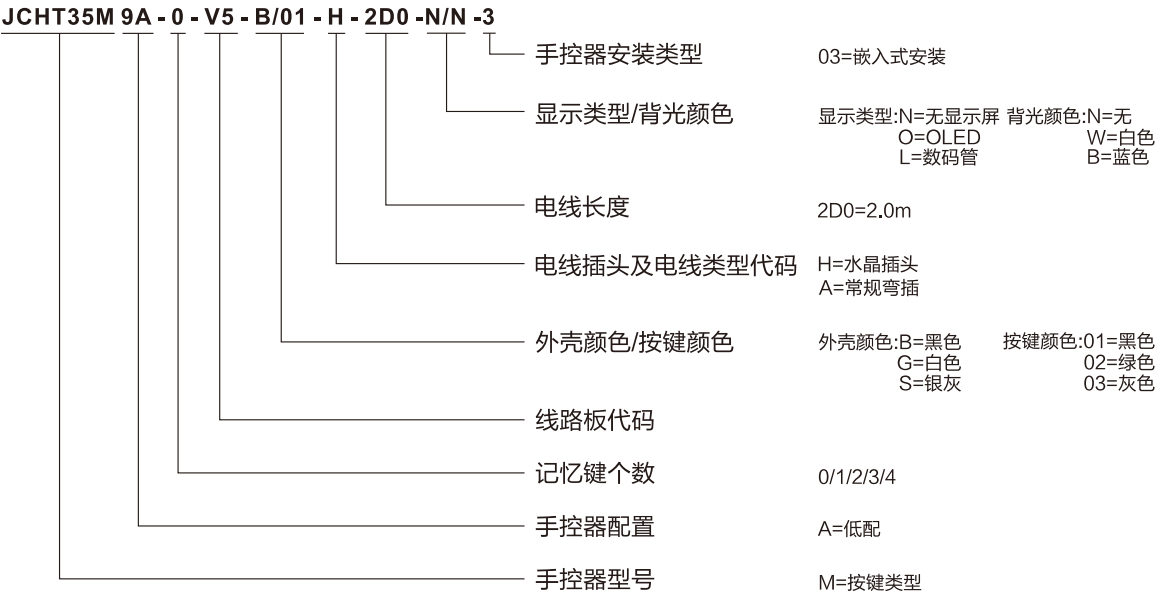 JCHT35M 9A - 0 - V5 - B/01 - H - 2D0 -N/N -3
手控器安装类型 03=嵌入式安装
显示类型/背光颜色 显示类型:N=无显示屏 背光颜色:N=无
O=OLED W=白色
L=数码管 B=蓝色
电线长度 2D0=2.0m
电线插头及电线类型代码 H=水晶插头
A=常规弯插
外壳颜色/按键颜色 外壳颜色:B=黑色 按键颜色:01=黑色
G=白色 02=绿色
S=银灰 03=灰色
线路板代码
记忆键个数 0/1/2/3/4
手控器配置 A=低配
手控器型号 M=按键类型